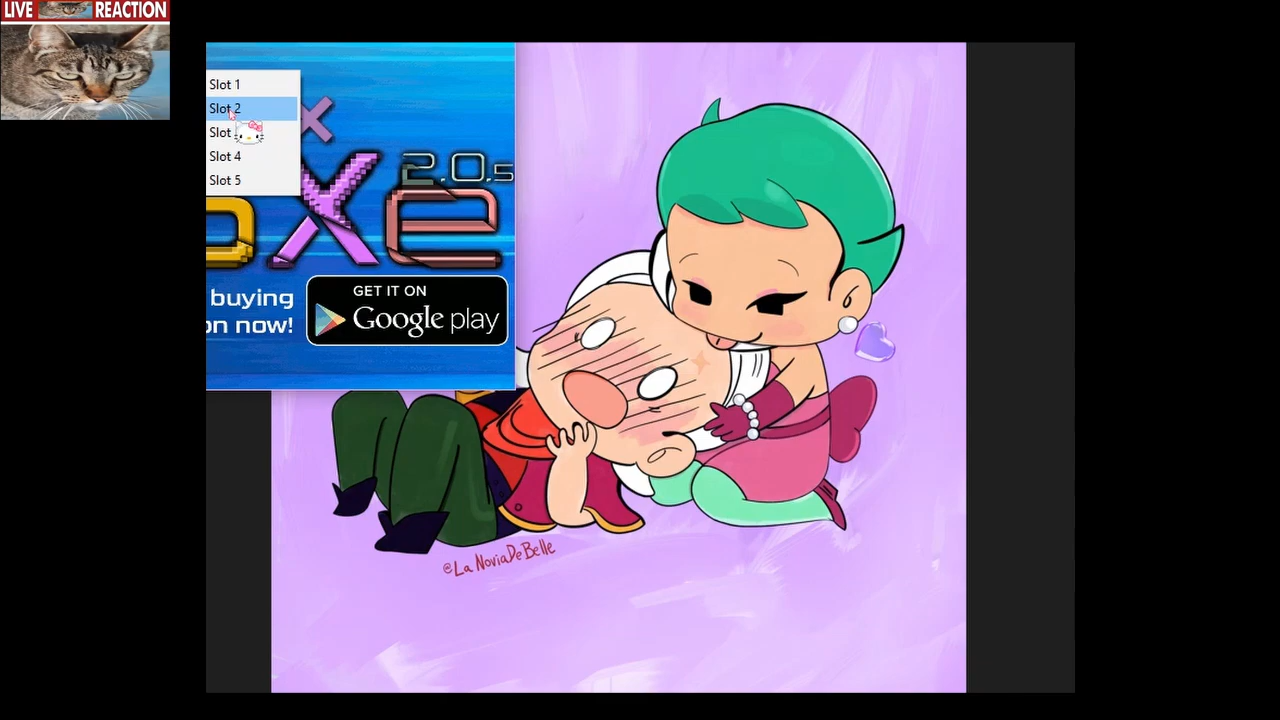 LIVE REACTION
Slot 1
Slot 2
Slot
Slot 4
Slot 5
x
oxe
2.0.5
buying
on now!
GET IT ON
Google play
@La NoviaDeBelle